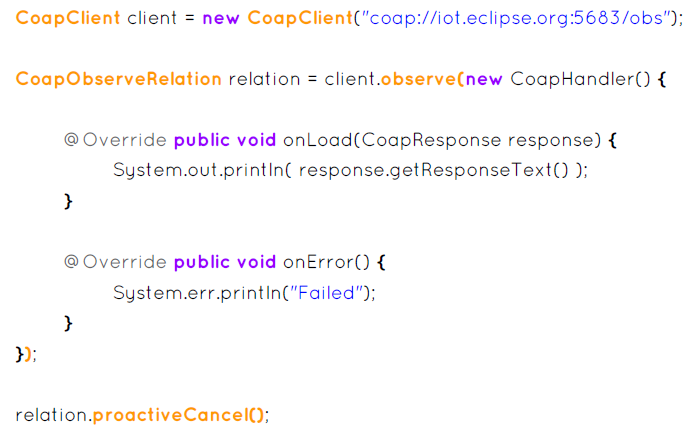 CoapClient client = new CoapClient("coap://iot.eclipse.org:5683/obs");
CoapObserveRelation relation = client.observe(new CoapHandler() {
@Override public void onLoad(CoapResponse response) {
System.out.println( response.getResponseText() );
}
@Override public void onError() {
System.err.println("Failed");
}
});
relation.proactiveCancel();